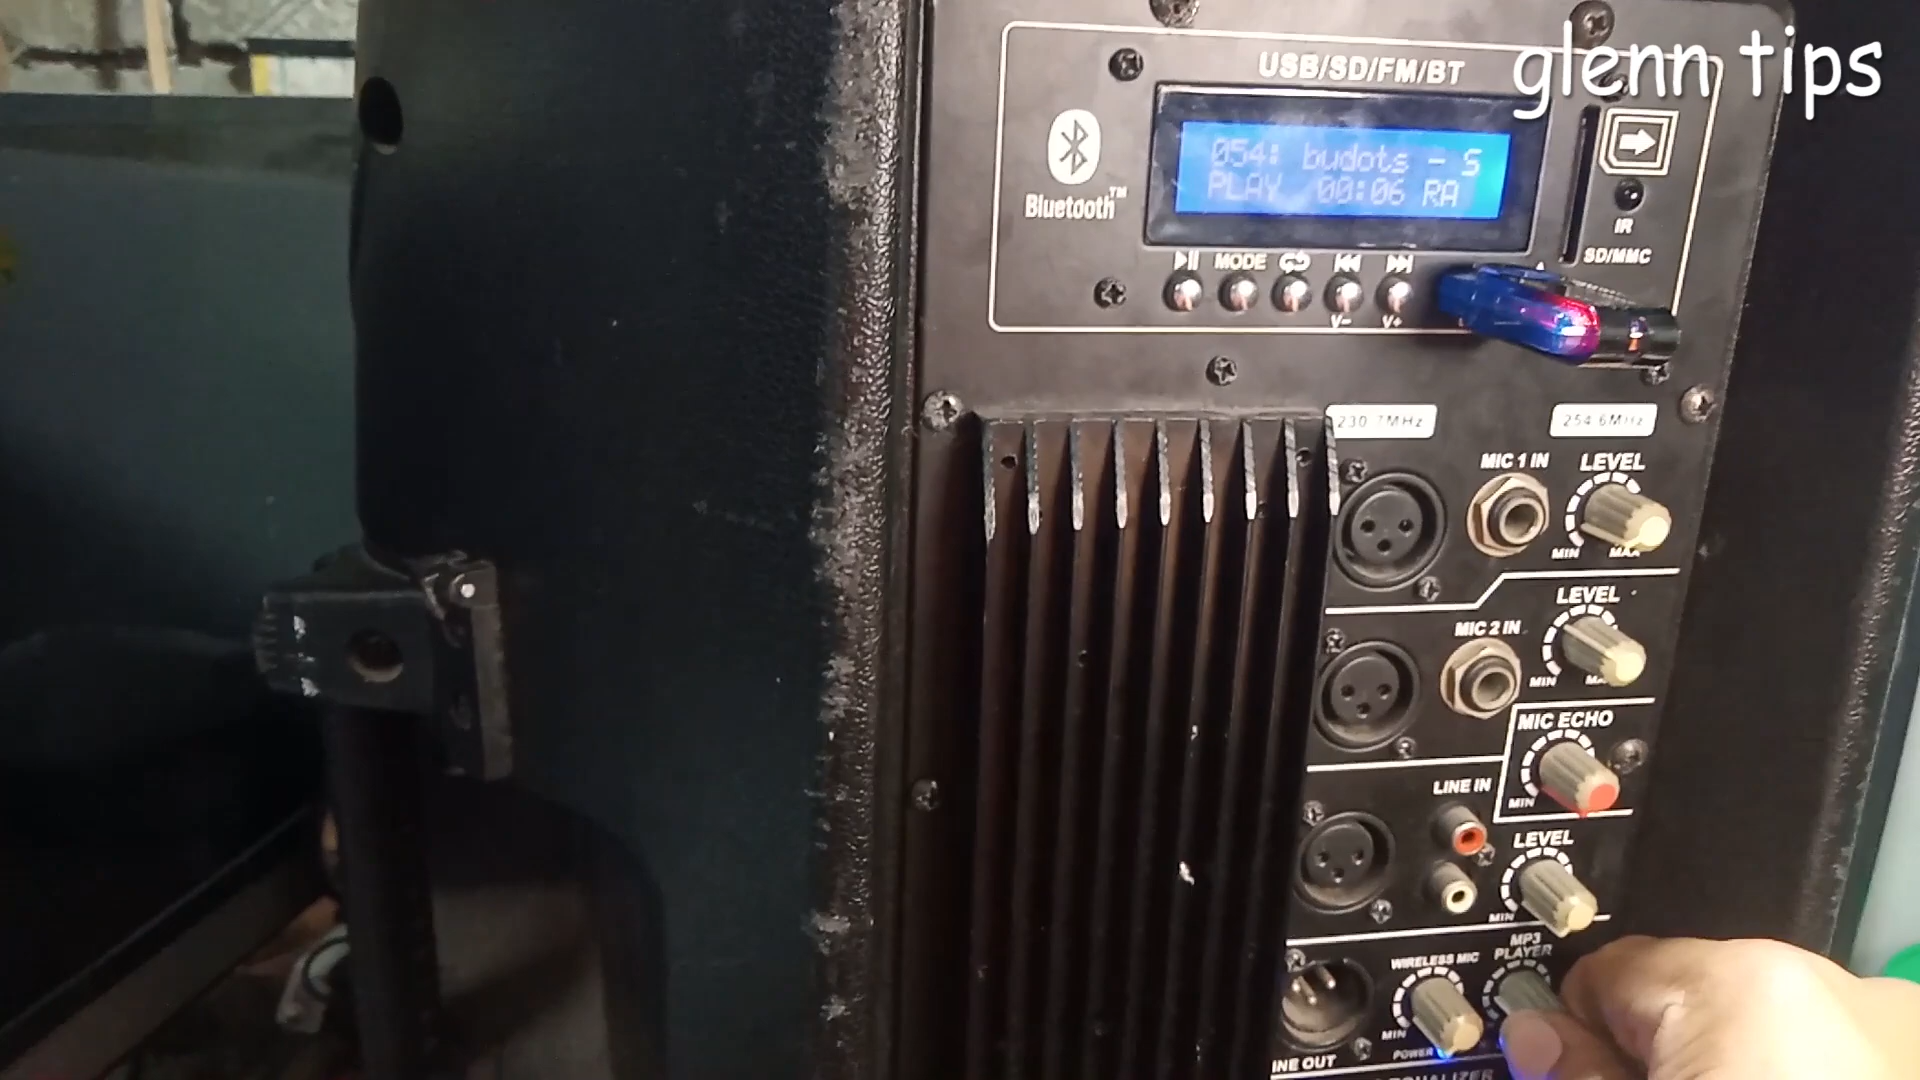 glenn tips
USB/SD/FM/BT
Bluetooth™
054: budots - S
PLAY 00:06 RA
IR
SD/MMC
MODE
V-
V+
230.7MHz
254.6MHz
MIC 1 IN
LEVEL
MIN
MAX
LEVEL
MIC 2 IN
MIN
MIC ECHO
MIN
LINE IN
LEVEL
MIN
MP3
PLAYER
WIRELESS MIC
MIN
POWER
INE OUT
EQUALIZER